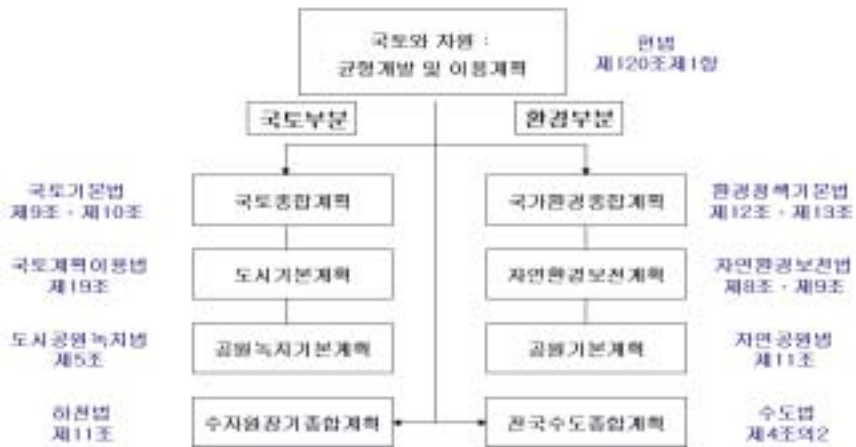 국토와 자원 :
균형개발 및 이용계획
헌법
제120조제1항
국토부분
환경부분
국토기본법
제9조 · 제10조
국토종합계획
국가환경종합계획
환경정책기본법
제12조 · 제13조
국토계획이용법
제19조
도시기본계획
자연환경보전계획
자연환경보전법
제8조 · 제9조
도시공원녹지법
제5조
공원녹지기본계획
공원기본계획
자연공원법
제11조
하천법
제11조
수자원장기종합계획
전국수도종합계획
수도법
제4조의2